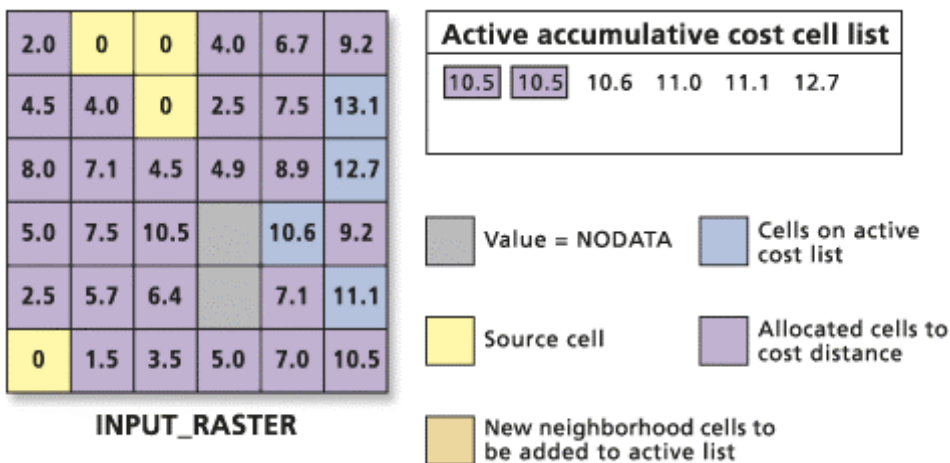 2.0 0 0 4.0 6.7 9.2
4.5 4.0 0 2.5 7.5 13.1
8.0 7.1 4.5 4.9 8.9 12.7
5.0 7.5 10.5 10.6 9.2
2.5 5.7 6.4 7.1 11.1
0 1.5 3.5 5.0 7.0 10.5
INPUT_RASTER
Active accumulative cost cell list
10.5 10.5 10.6 11.0 11.1 12.7
Value = NODATA
Cells on active
cost list
Source cell
Allocated cells to
cost distance
New neighborhood cells to
be added to active list